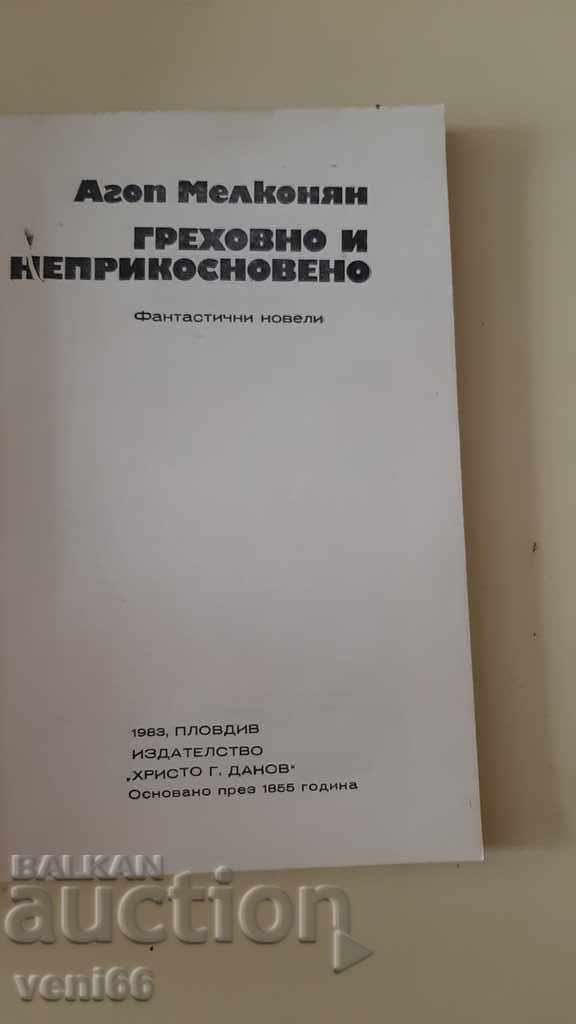 Агоп Мелконян
ГРЕХОВНО И
НЕПРИКОСНОВЕНО
Фантастични новели
1983, ПЛОВДИВ
ИЗДАТЕЛСТВО
„ХРИСТО Г. ДАНОВ"
Основано през 1855 година
BALKAN
auction
veni66